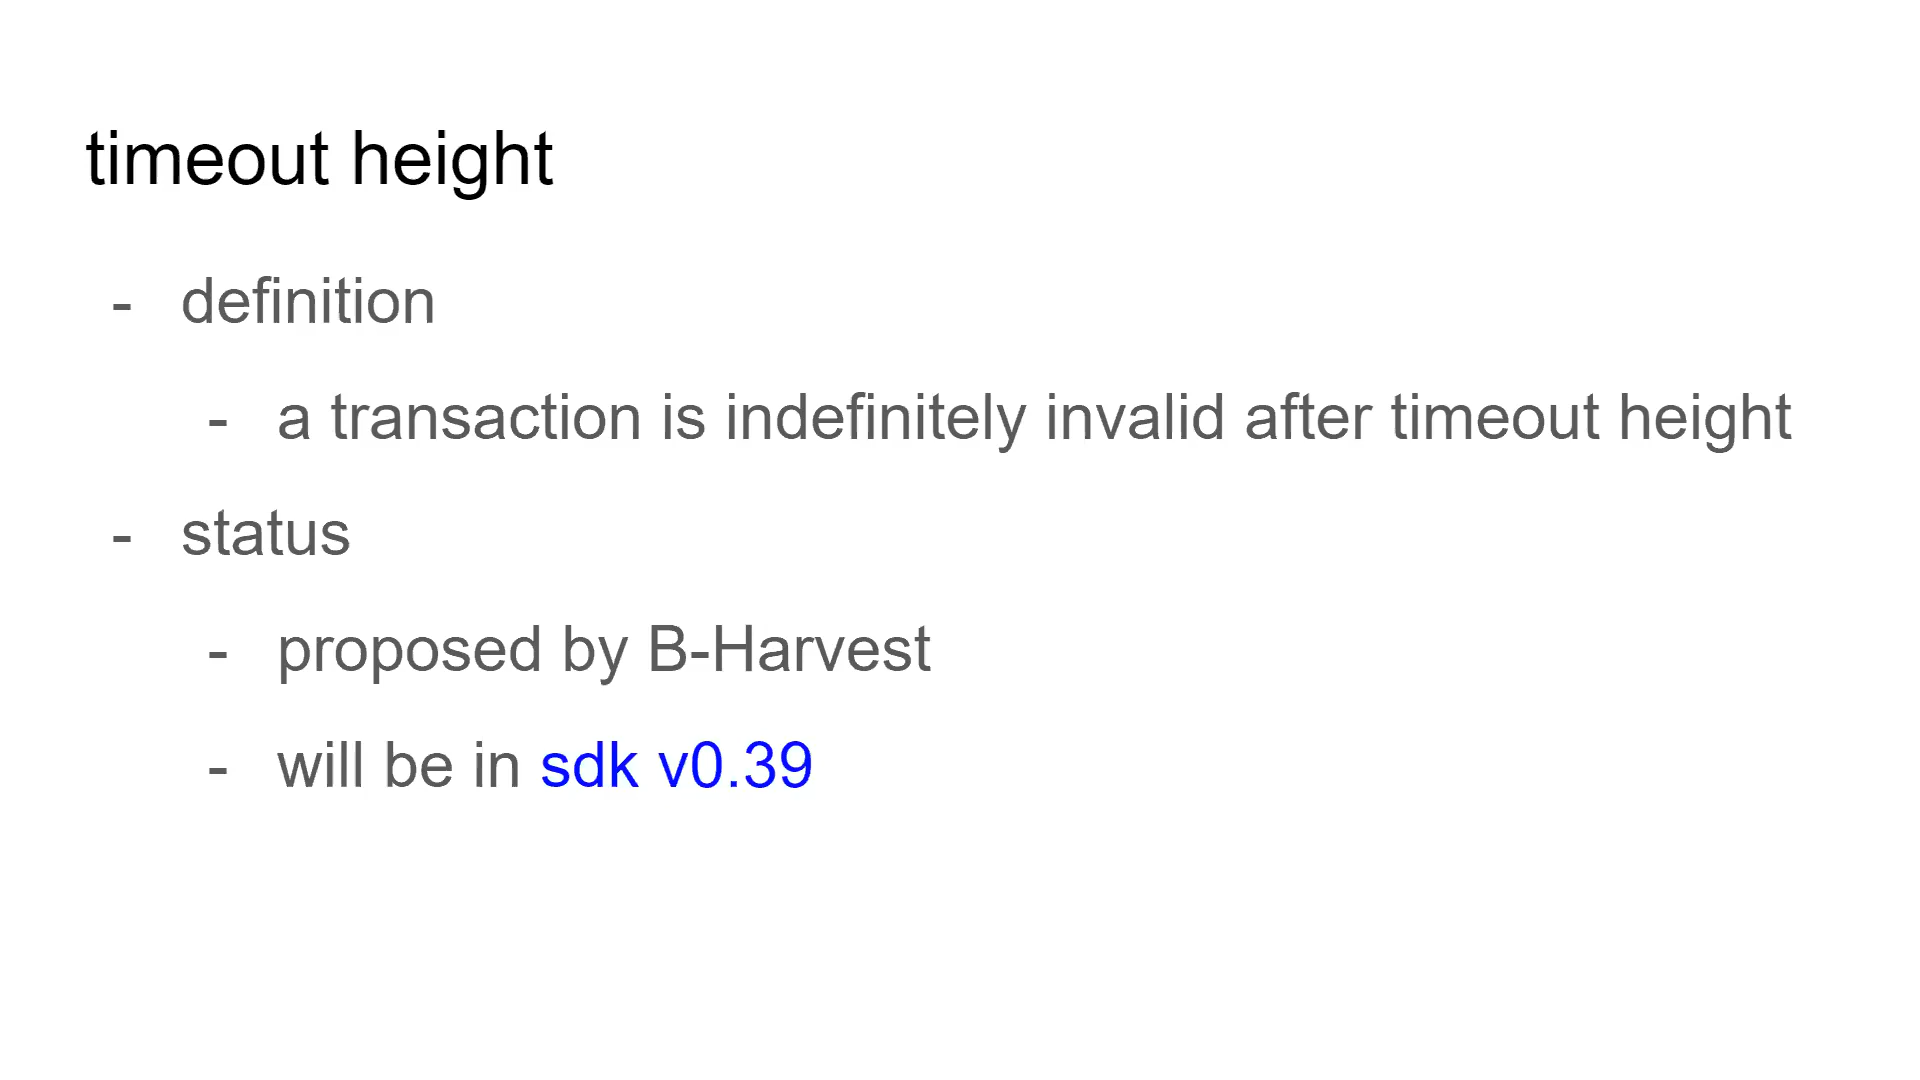 timeout height
- definition
- a transaction is indefinitely invalid after timeout height
- status
- proposed by B-Harvest
- will be in sdk v0.39